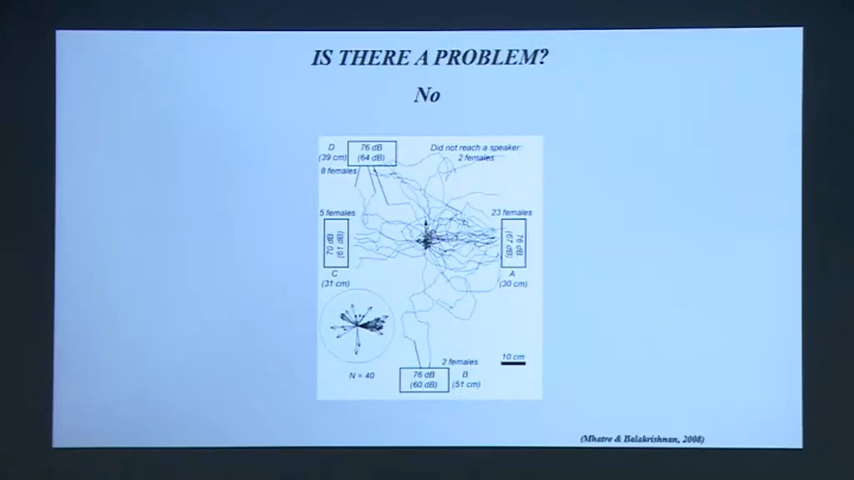 IS THERE A PROBLEM?
No
D
(39 cm)
76 dB
(64 dB)
Did not reach a speaker:
2 females
8 females
5 females
23 females
70 dB
(61 dB)
76 dB
(67 dB)
C
(31 cm)
A
(30 cm)
N = 40
2 females
10 cm
76 dB
(60 dB)
B
(51 cm)
(Mhatre & Balakrishnan, 2008)